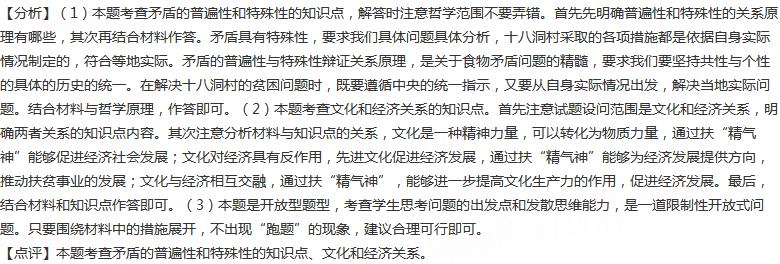 【分析】（1）本题考查矛盾的普遍性和特殊性的知识点，解答时注意哲学范围不要弄错。首先先明确普遍性和特殊性的关系原
理有哪些，其次再结合材料作答。矛盾具有特殊性，要求我们具体问题具体分析，十八洞村采取的各项措施都是依据自身实际
情况制定的，符合等地实际。矛盾的普遍性与特殊性辩证关系原理，是关于食物矛盾问题的精髓，要求我们要坚持共性与个性
的具体的历史的统一。在解决十八洞村的贫困问题时，既要遵循中央的统一指示，又要从自身实际情况出发，解决当地实际问
题。结合材料与哲学原理，作答即可。（2）本题考查文化和经济关系的知识点。首先注意试题设问范围是文化和经济关系，明
确两者关系的知识点内容。其次注意分析材料与知识点的关系，文化是一种精神力量，可以转化为物质力量，通过扶“精气
神”能够促进经济社会发展；文化对经济具有反作用，先进文化促进经济发展，通过扶“精气神”能够为经济发展提供方向，
推动扶贫事业的发展；文化与经济相互交融，通过扶“精气神”，能够进一步提高文化生产力的作用，促进经济发展。最后，
结合材料和知识点作答即可。（3）本题是开放型题型，考查学生思考问题的出发点和发散思维能力，是一道限制性开放式问
题。只要围绕材料中的措施展开，不出现“跑题”的现象，建议合理可行即可。
【点评】本题考查矛盾的普遍性和特殊性的知识点、文化和经济关系。